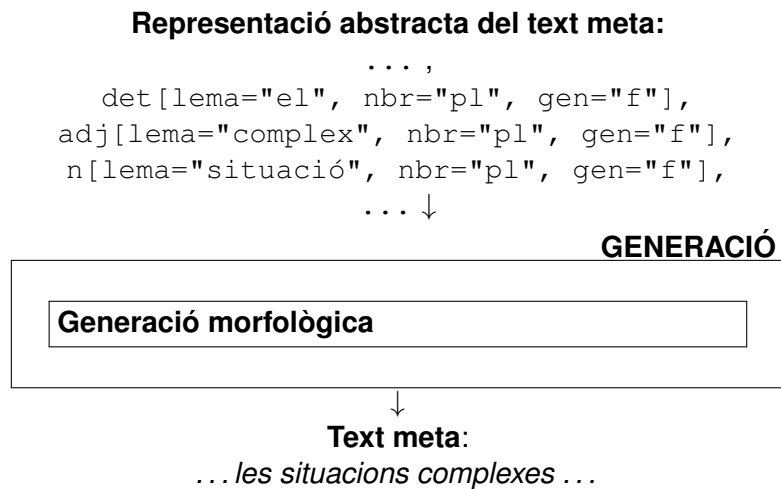 Representació abstracta del text meta:
... ,
det[lema="el", nbr="pl", gen="f"],
adj[lema="complex", nbr="pl", gen="f"],
n[lema="situació", nbr="pl", gen="f"],
... ↓
GENERACIÓ
Generació morfològica
↓
Text meta:
... les situacions complexes ...